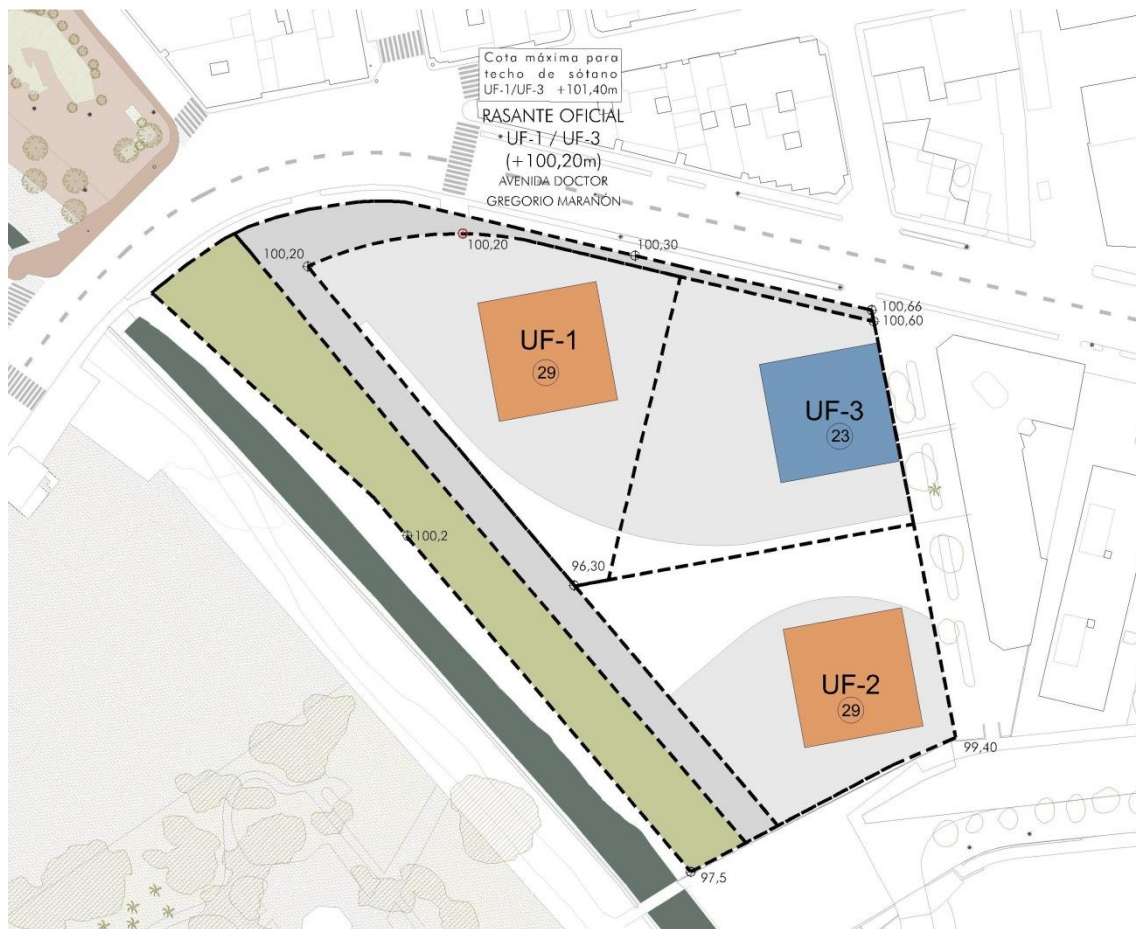 Cota máxima para
techo de sótano
UF-1/UF-3 +101,40m
RASANTE OFICIAL
UF-1 / UF-3
(+100,20m)
AVENIDA DOCTOR
GREGORIO MARAÑÓN
100,20
100,20
100,30
100,66
100,60
UF-1
29
UF-3
23
100,2
96,30
UF-2
29
99,40
97,5